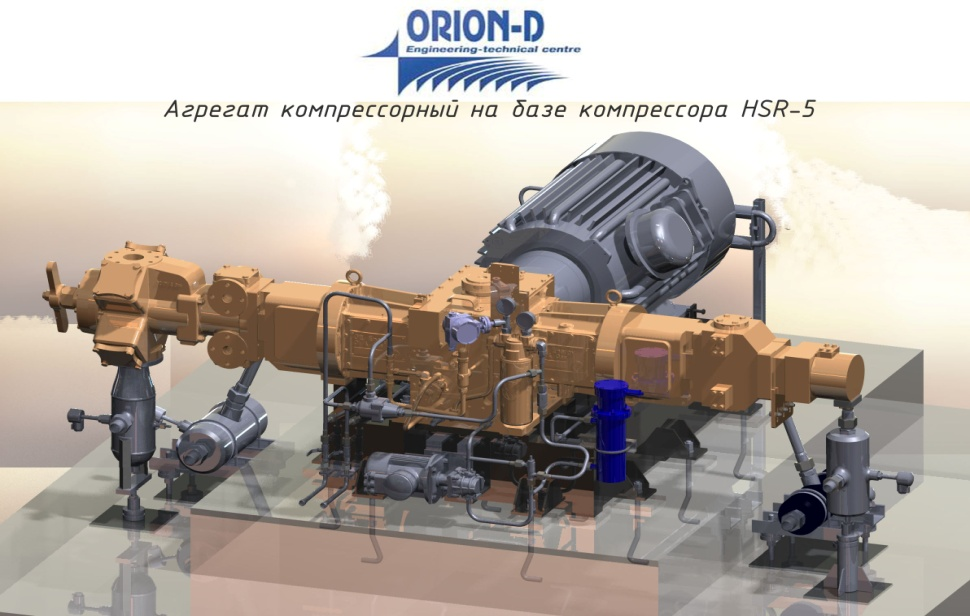 ORION-D
Engineering-technical centre
Агрегат компрессорный на базе компрессора HSR-5